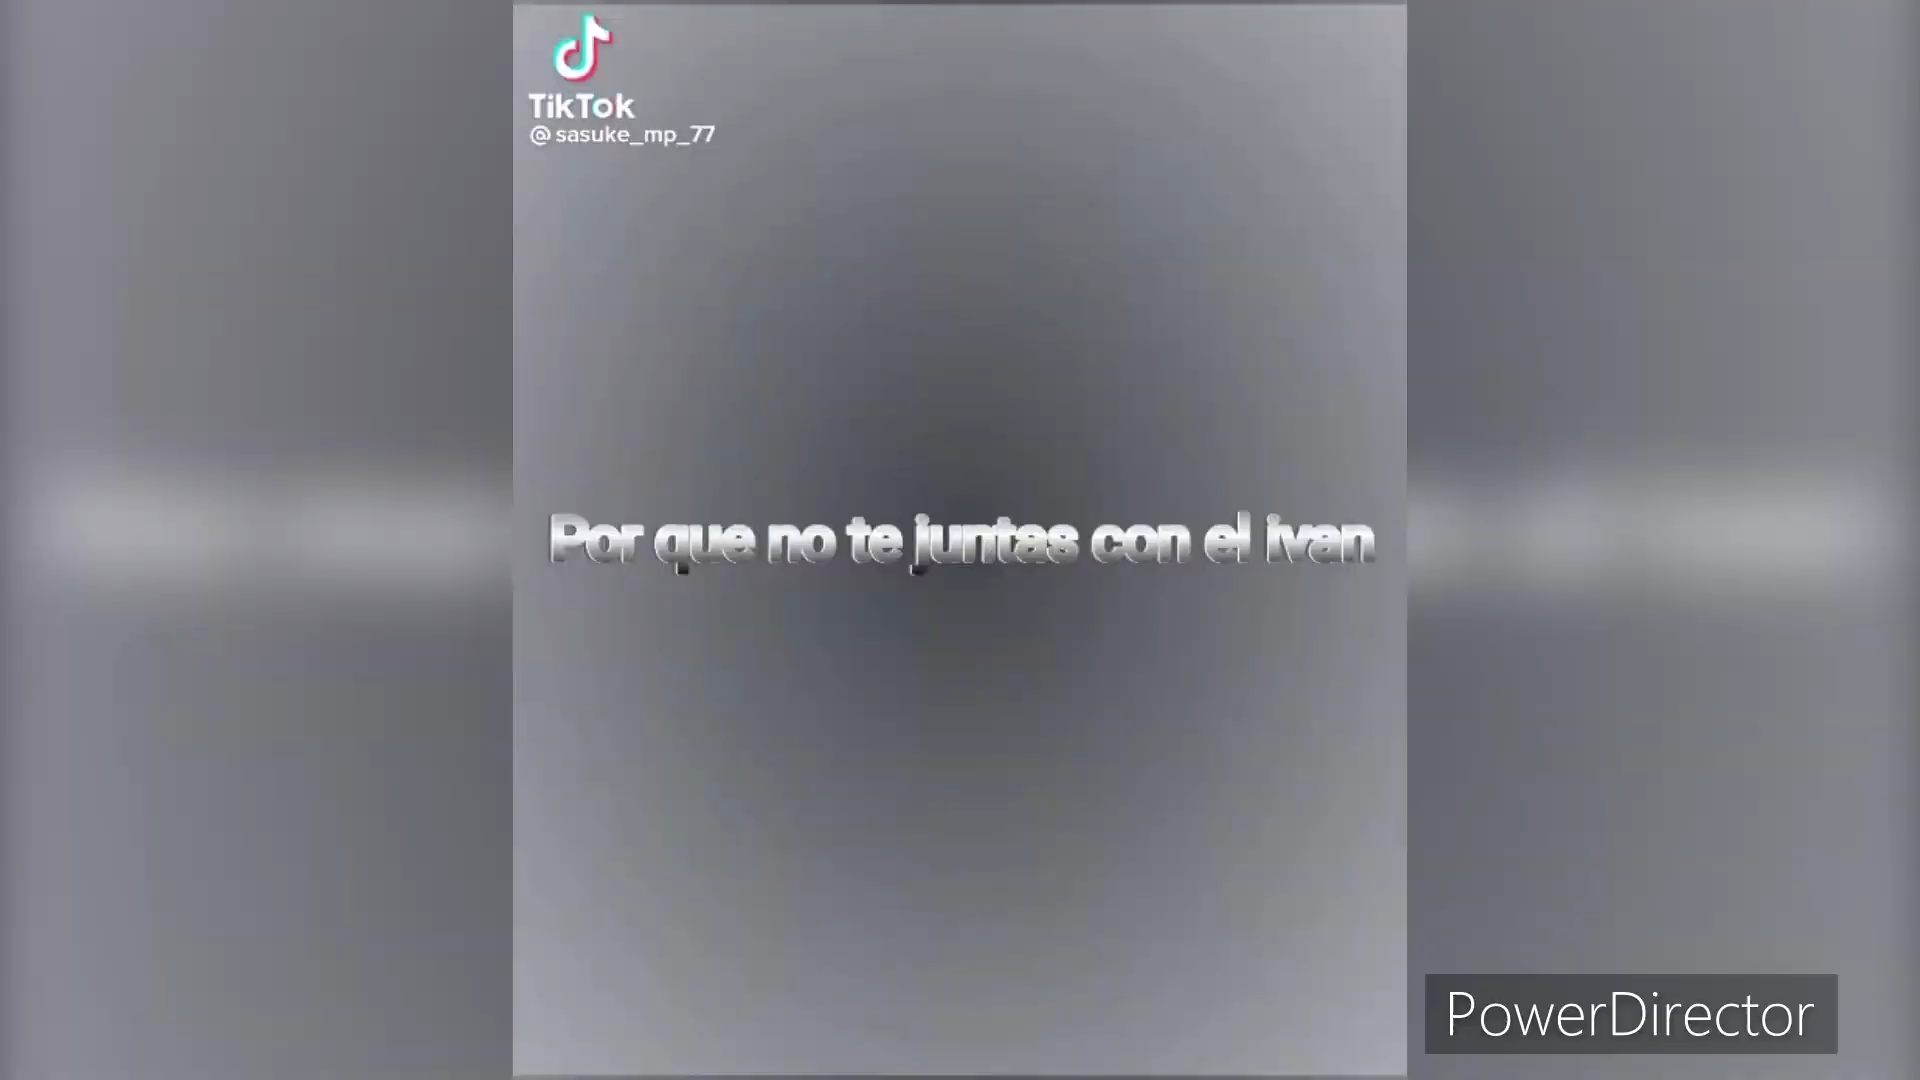 TikTok
@sasuke_mp_77
Por que no te juntas con el ivan
PowerDirector